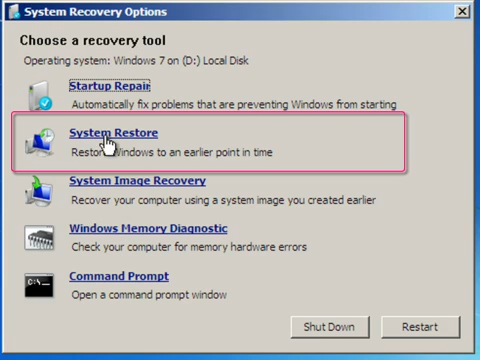 System Recovery Options
Choose a recovery tool
Operating system: Windows 7 on (D:) Local Disk
Startup Repair
Automatically fix problems that are preventing Windows from starting
System Restore
Restore Windows to an earlier point in time
System Image Recovery
Recover your computer using a system image you created earlier
Windows Memory Diagnostic
Check your computer for memory hardware errors
C:\_
Command Prompt
Open a command prompt window
Shut Down
Restart